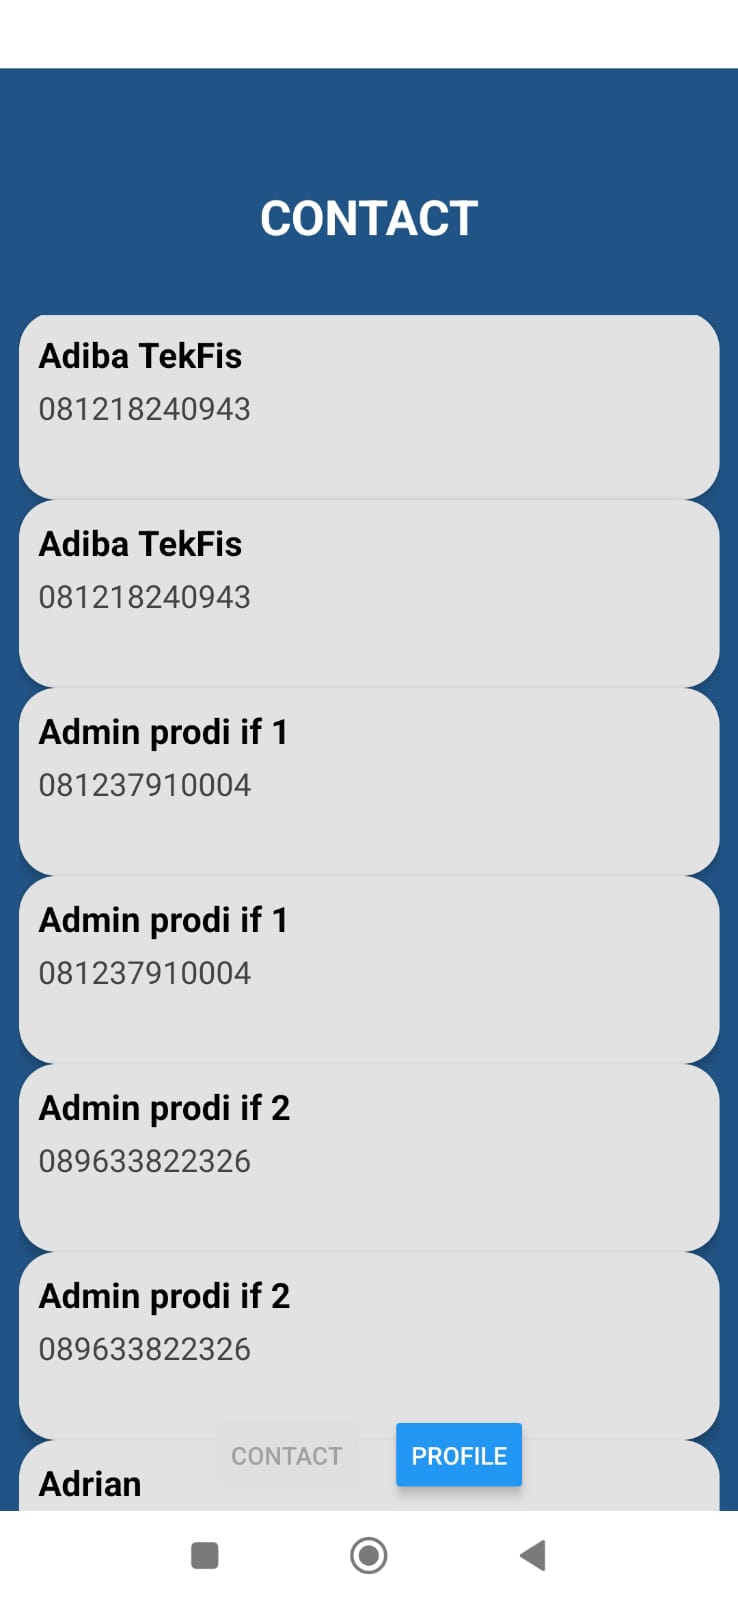 CONTACT
Adiba TekFis
081218240943
Adiba TekFis
081218240943
Admin prodi if 1
081237910004
Admin prodi if 1
081237910004
Admin prodi if 2
089633822326
Admin prodi if 2
089633822326
CONTACT PROFILE
Adrian